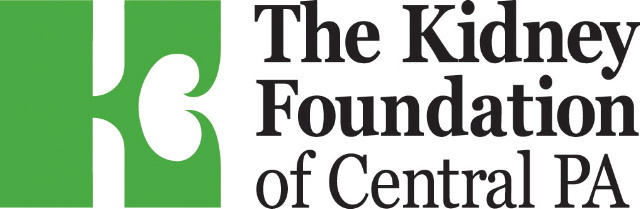 The Kidney
Foundation
of Central PA